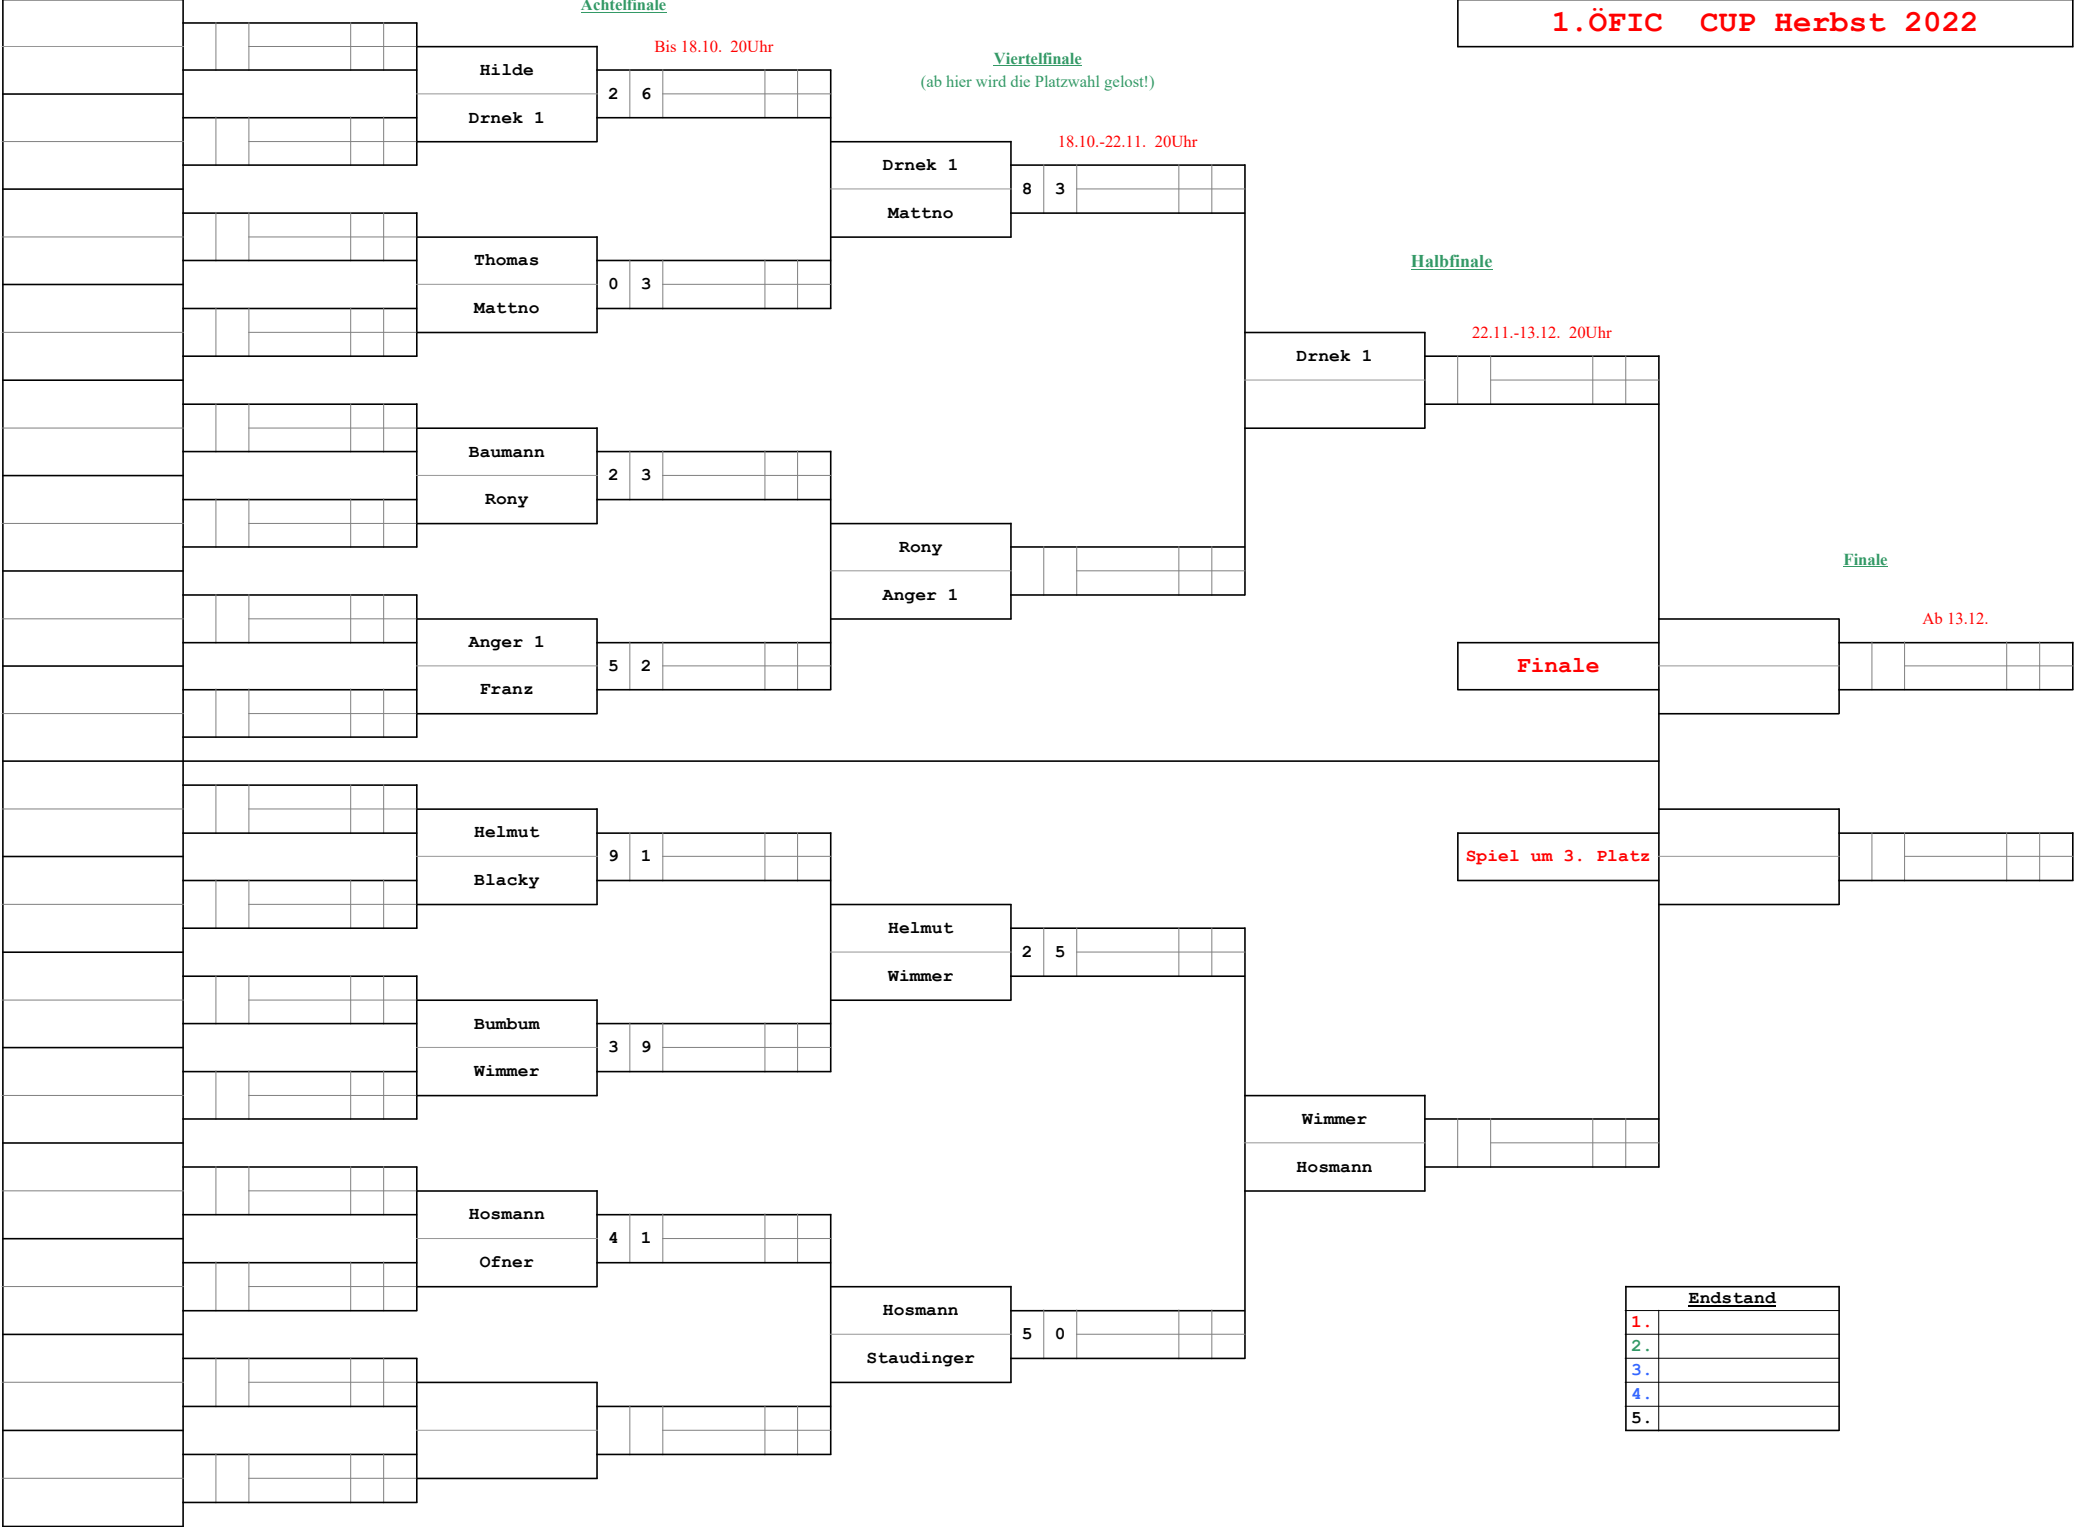 Achtelfinale
1.ÖFIC CUP Herbst 2022
Bis 18.10. 20Uhr
Viertelfinale
(ab hier wird die Platzwahl gelost!)
Hilde
2 6
Drnek 1
18.10.-22.11. 20Uhr
Drnek 1
8 3
Mattno
Thomas
0 3
Mattno
Halbfinale
22.11.-13.12. 20Uhr
Drnek 1
Baumann
2 3
Rony
Rony
Anger 1
Finale
Ab 13.12.
Anger 1
5 2
Franz
Finale
Helmut
9 1
Blacky
Spiel um 3. Platz
Helmut
2 5
Wimmer
Bumbum
3 9
Wimmer
Wimmer
Hosmann
Hosmann
4 1
Ofner
Hosmann
5 0
Staudinger
Endstand
1.
2.
3.
4.
5.